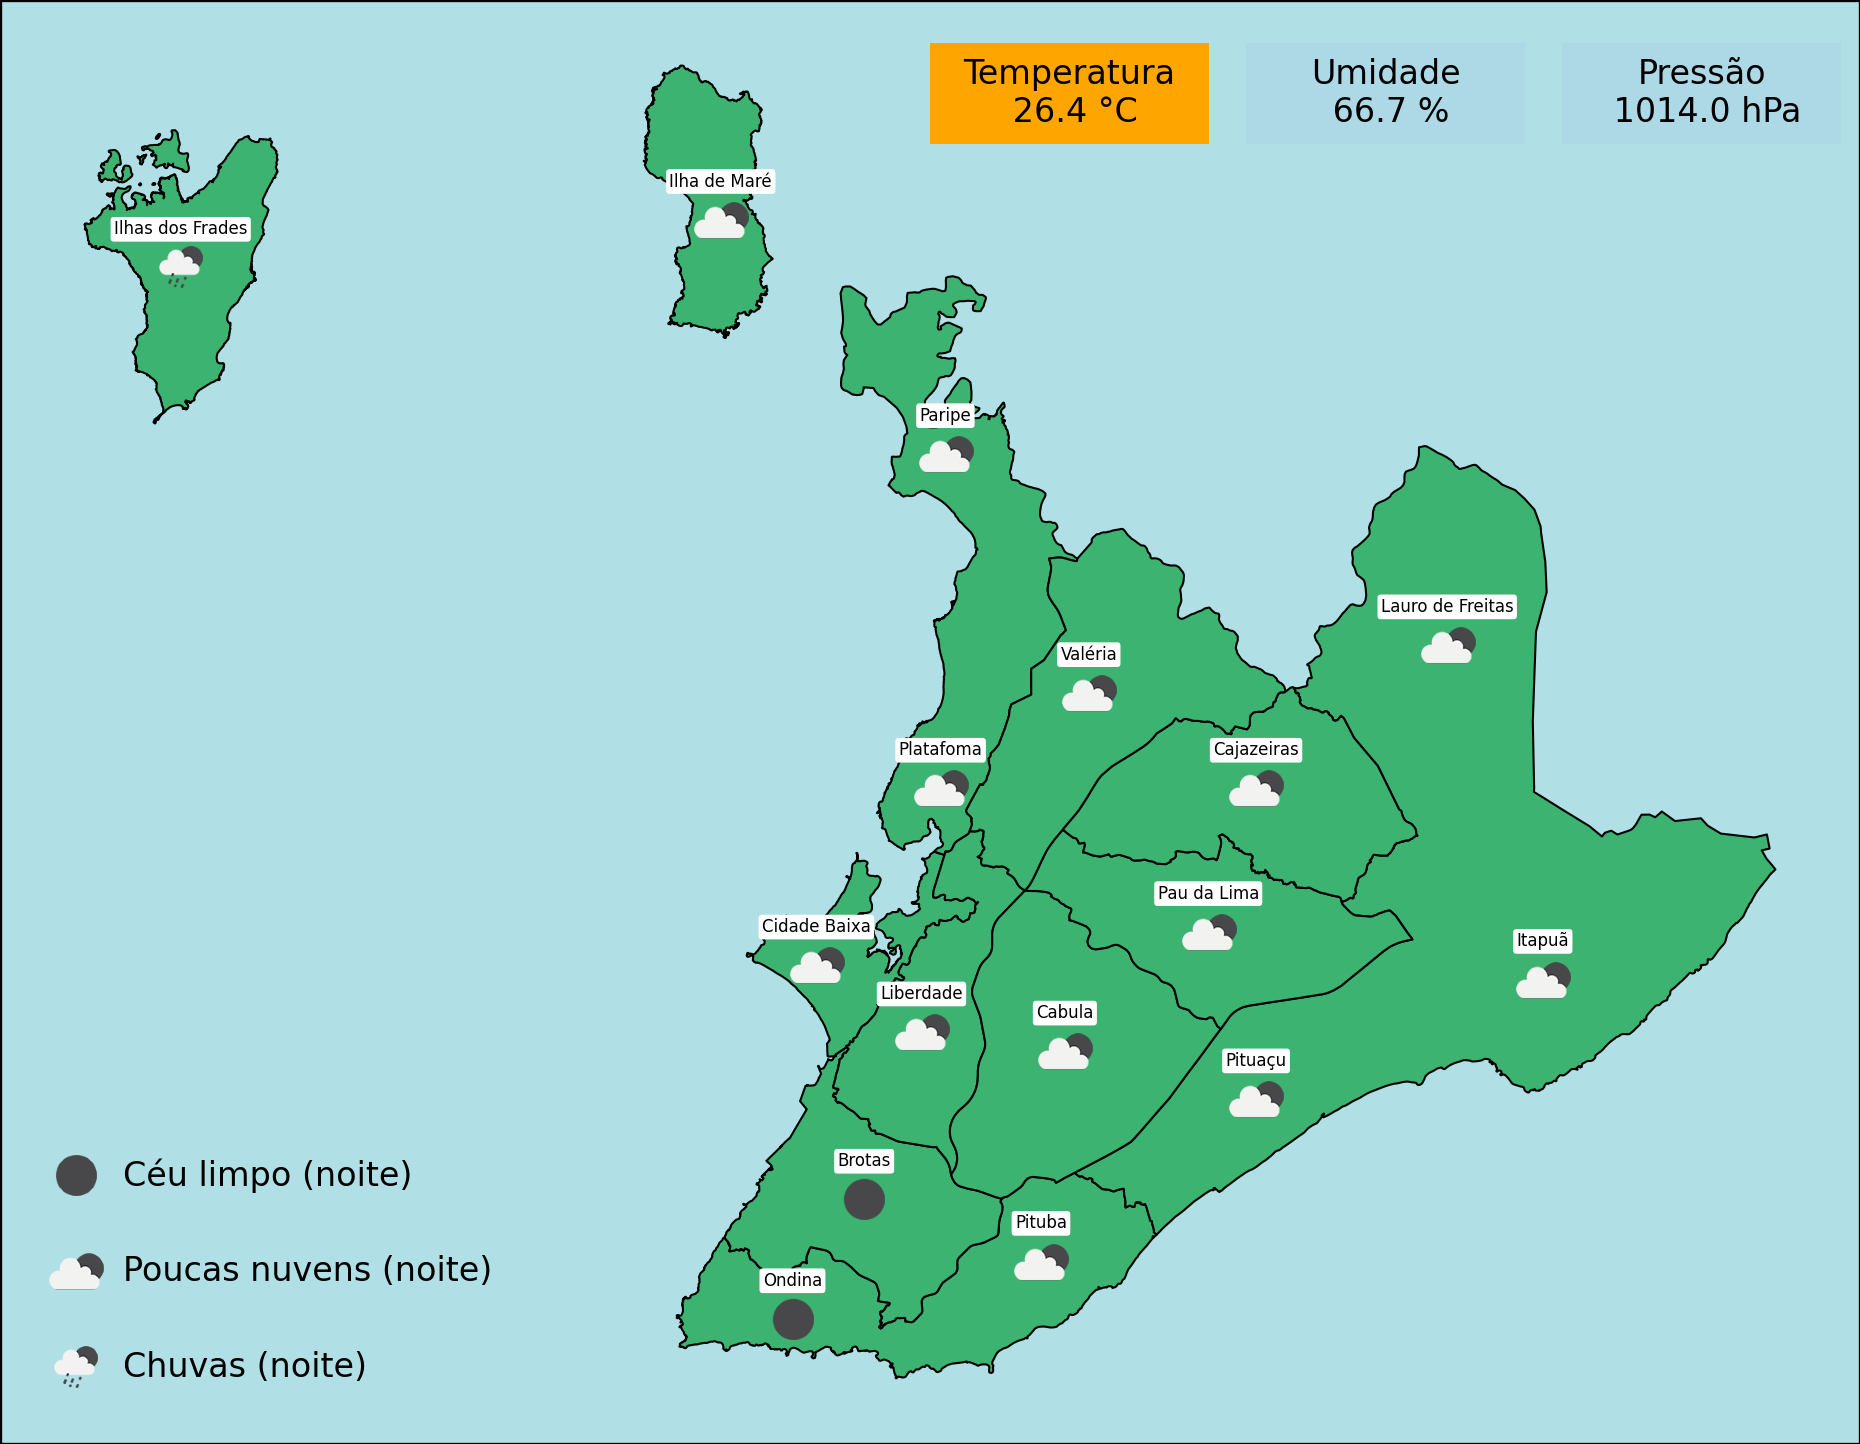 Temperatura
26.4 °C
Umidade
66.7 %
Pressão
1014.0 hPa
Ilha de Maré
Ilhas dos Frades
Paripe
Lauro de Freitas
Valéria
Platafoma
Cajazeiras
Pau da Lima
Cidade Baixa
Itapuã
Liberdade
Cabula
Pituaçu
Brotas
Pituba
Ondina
Céu limpo (noite)
Poucas nuvens (noite)
Chuvas (noite)